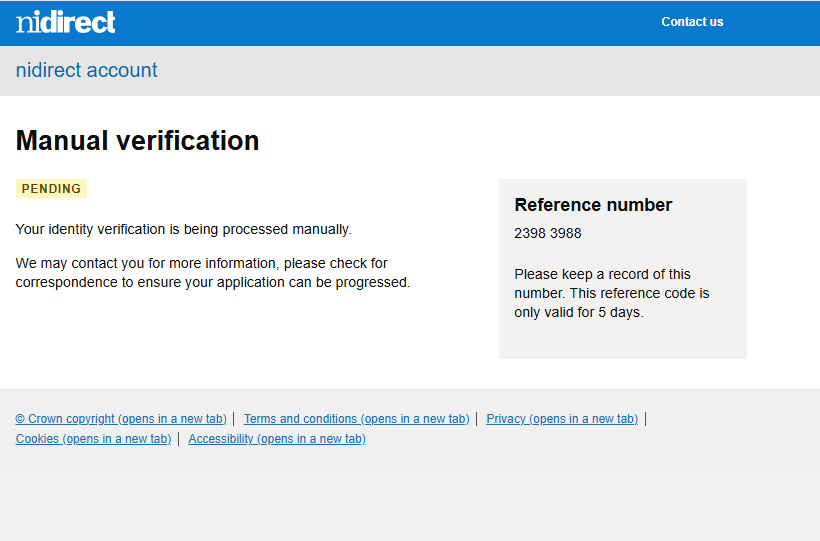 nidirect
Contact us
nidirect account
Manual verification
PENDING
Your identity verification is being processed manually.
We may contact you for more information, please check for
correspondence to ensure your application can be progressed.
Reference number
2398 3988
Please keep a record of this
number. This reference code is
only valid for 5 days.
© Crown copyright (opens in a new tab) | Terms and conditions (opens in a new tab) | Privacy (opens in a new tab) |
Cookies (opens in a new tab) | Accessibility (opens in a new tab)